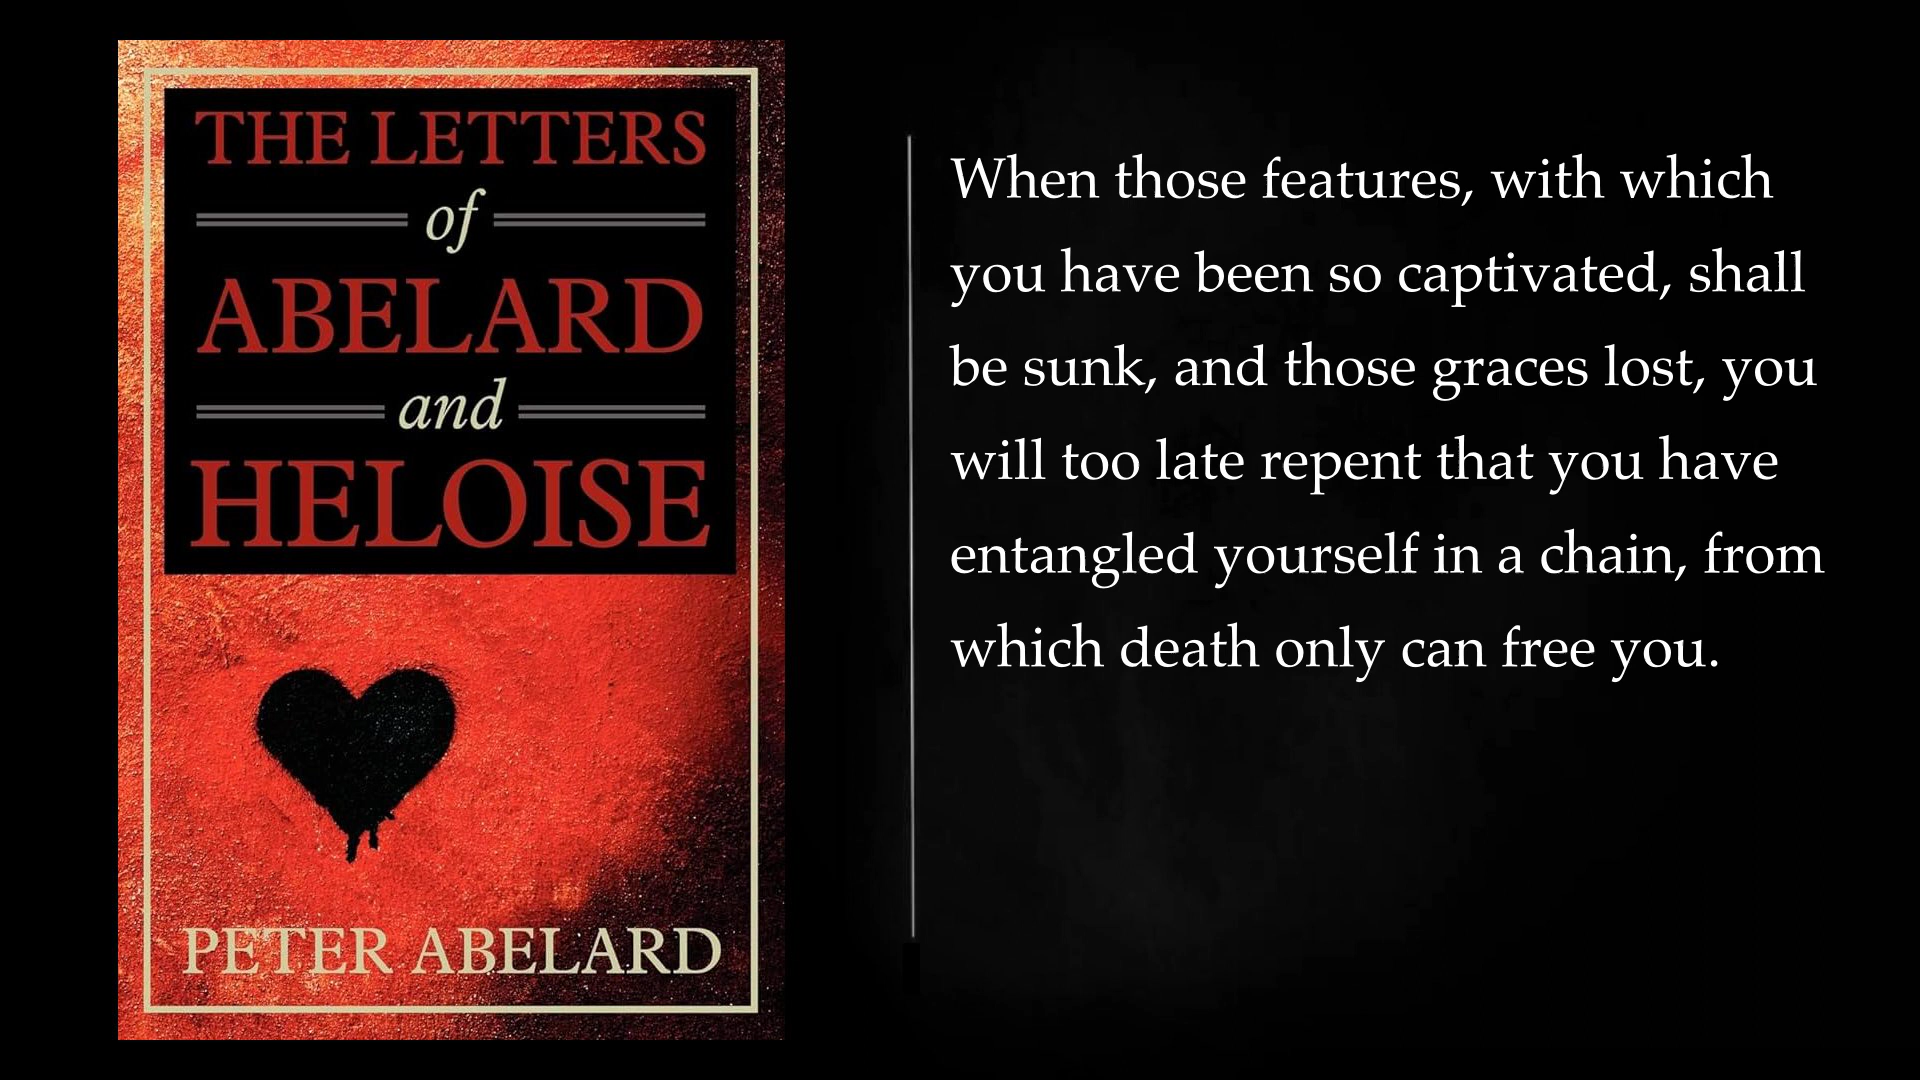 THE LETTERS
of
ABELARD
and
HELOISE
PETER ABELARD
When those features, with which
you have been so captivated, shall
be sunk, and those graces lost, you
will too late repent that you have
entangled yourself in a chain, from
which death only can free you.